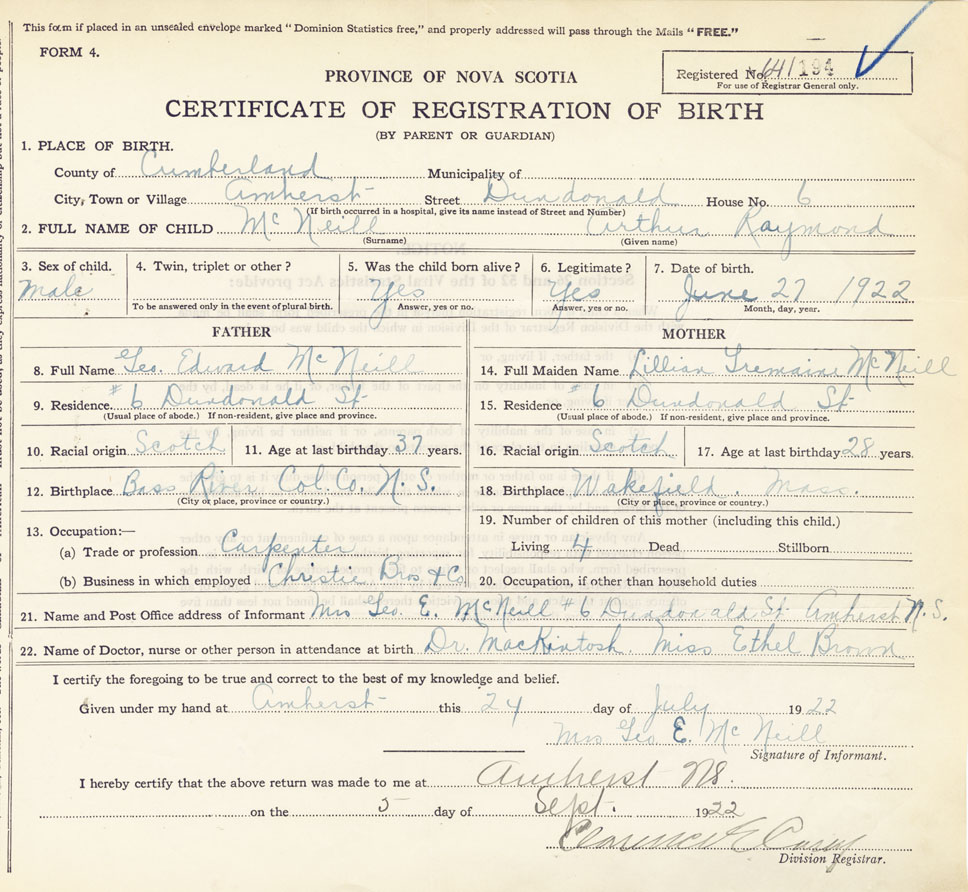 This form if placed in an unsealed envelope marked "Dominion Statistics free," and properly addressed will pass through the Mails "FREE."
FORM 4.
Registered No. 194
For use of Registrar General only.
PROVINCE OF NOVA SCOTIA
CERTIFICATE OF REGISTRATION OF BIRTH
(BY PARENT OR GUARDIAN)
1. PLACE OF BIRTH.
County of Cumberland Municipality of
City, Town or Village Amherst Street Dundonald House No. 6
(If birth occurred in a hospital, give its name instead of Street and Number)
2. FULL NAME OF CHILD McNeill Arthur Raymond
(Surname) (Given name)
3. Sex of child. 4. Twin, triplet or other? 5. Was the child born alive? 6. Legitimate? 7. Date of birth.
Male Yes Yes June 27 1922
To be answered only in the event of plural birth. Answer, yes or no. Answer, yes or no. Month, day, year.
FATHER MOTHER
8. Full Name Geo. Edward McNeill 14. Full Maiden Name Lillian Tremaine McNeill
9. Residence. #6 Dundonald St 15. Residence #6 Dundonald St
(Usual place of abode.) If non-resident, give place and province. (Usual place of abode.) If non-resident, give place and province.
10. Racial origin Scotch 11. Age at last birthday 37 years. 16. Racial origin Scotch 17. Age at last birthday 28 years.
12. Birthplace Bass River Col. Co. N. S. 18. Birthplace Wakefield. Mass.
(City or place, province or country.) (City or place, province or country.)
13. Occupation:— 19. Number of children of this mother (including this child.)
(a) Trade or profession Carpenter Living 4 Dead Stillborn
(b) Business in which employed Christie Bros & Co 20. Occupation, if other than household duties
21. Name and Post Office address of Informant Mrs Geo. E. McNeill #6 Dundonald St Amherst N.S.
22. Name of Doctor, nurse or other person in attendance at birth Dr. MacKintosh. Miss Ethel Brown
I certify the foregoing to be true and correct to the best of my knowledge and belief.
Given under my hand at Amherst this 24 day of July 1922
Mrs Geo E. McNeill
Signature of Informant.
I hereby certify that the above return was made to me at Amherst NS.
on the 5 day of Sept. 1922
Clarence E
Division Registrar.